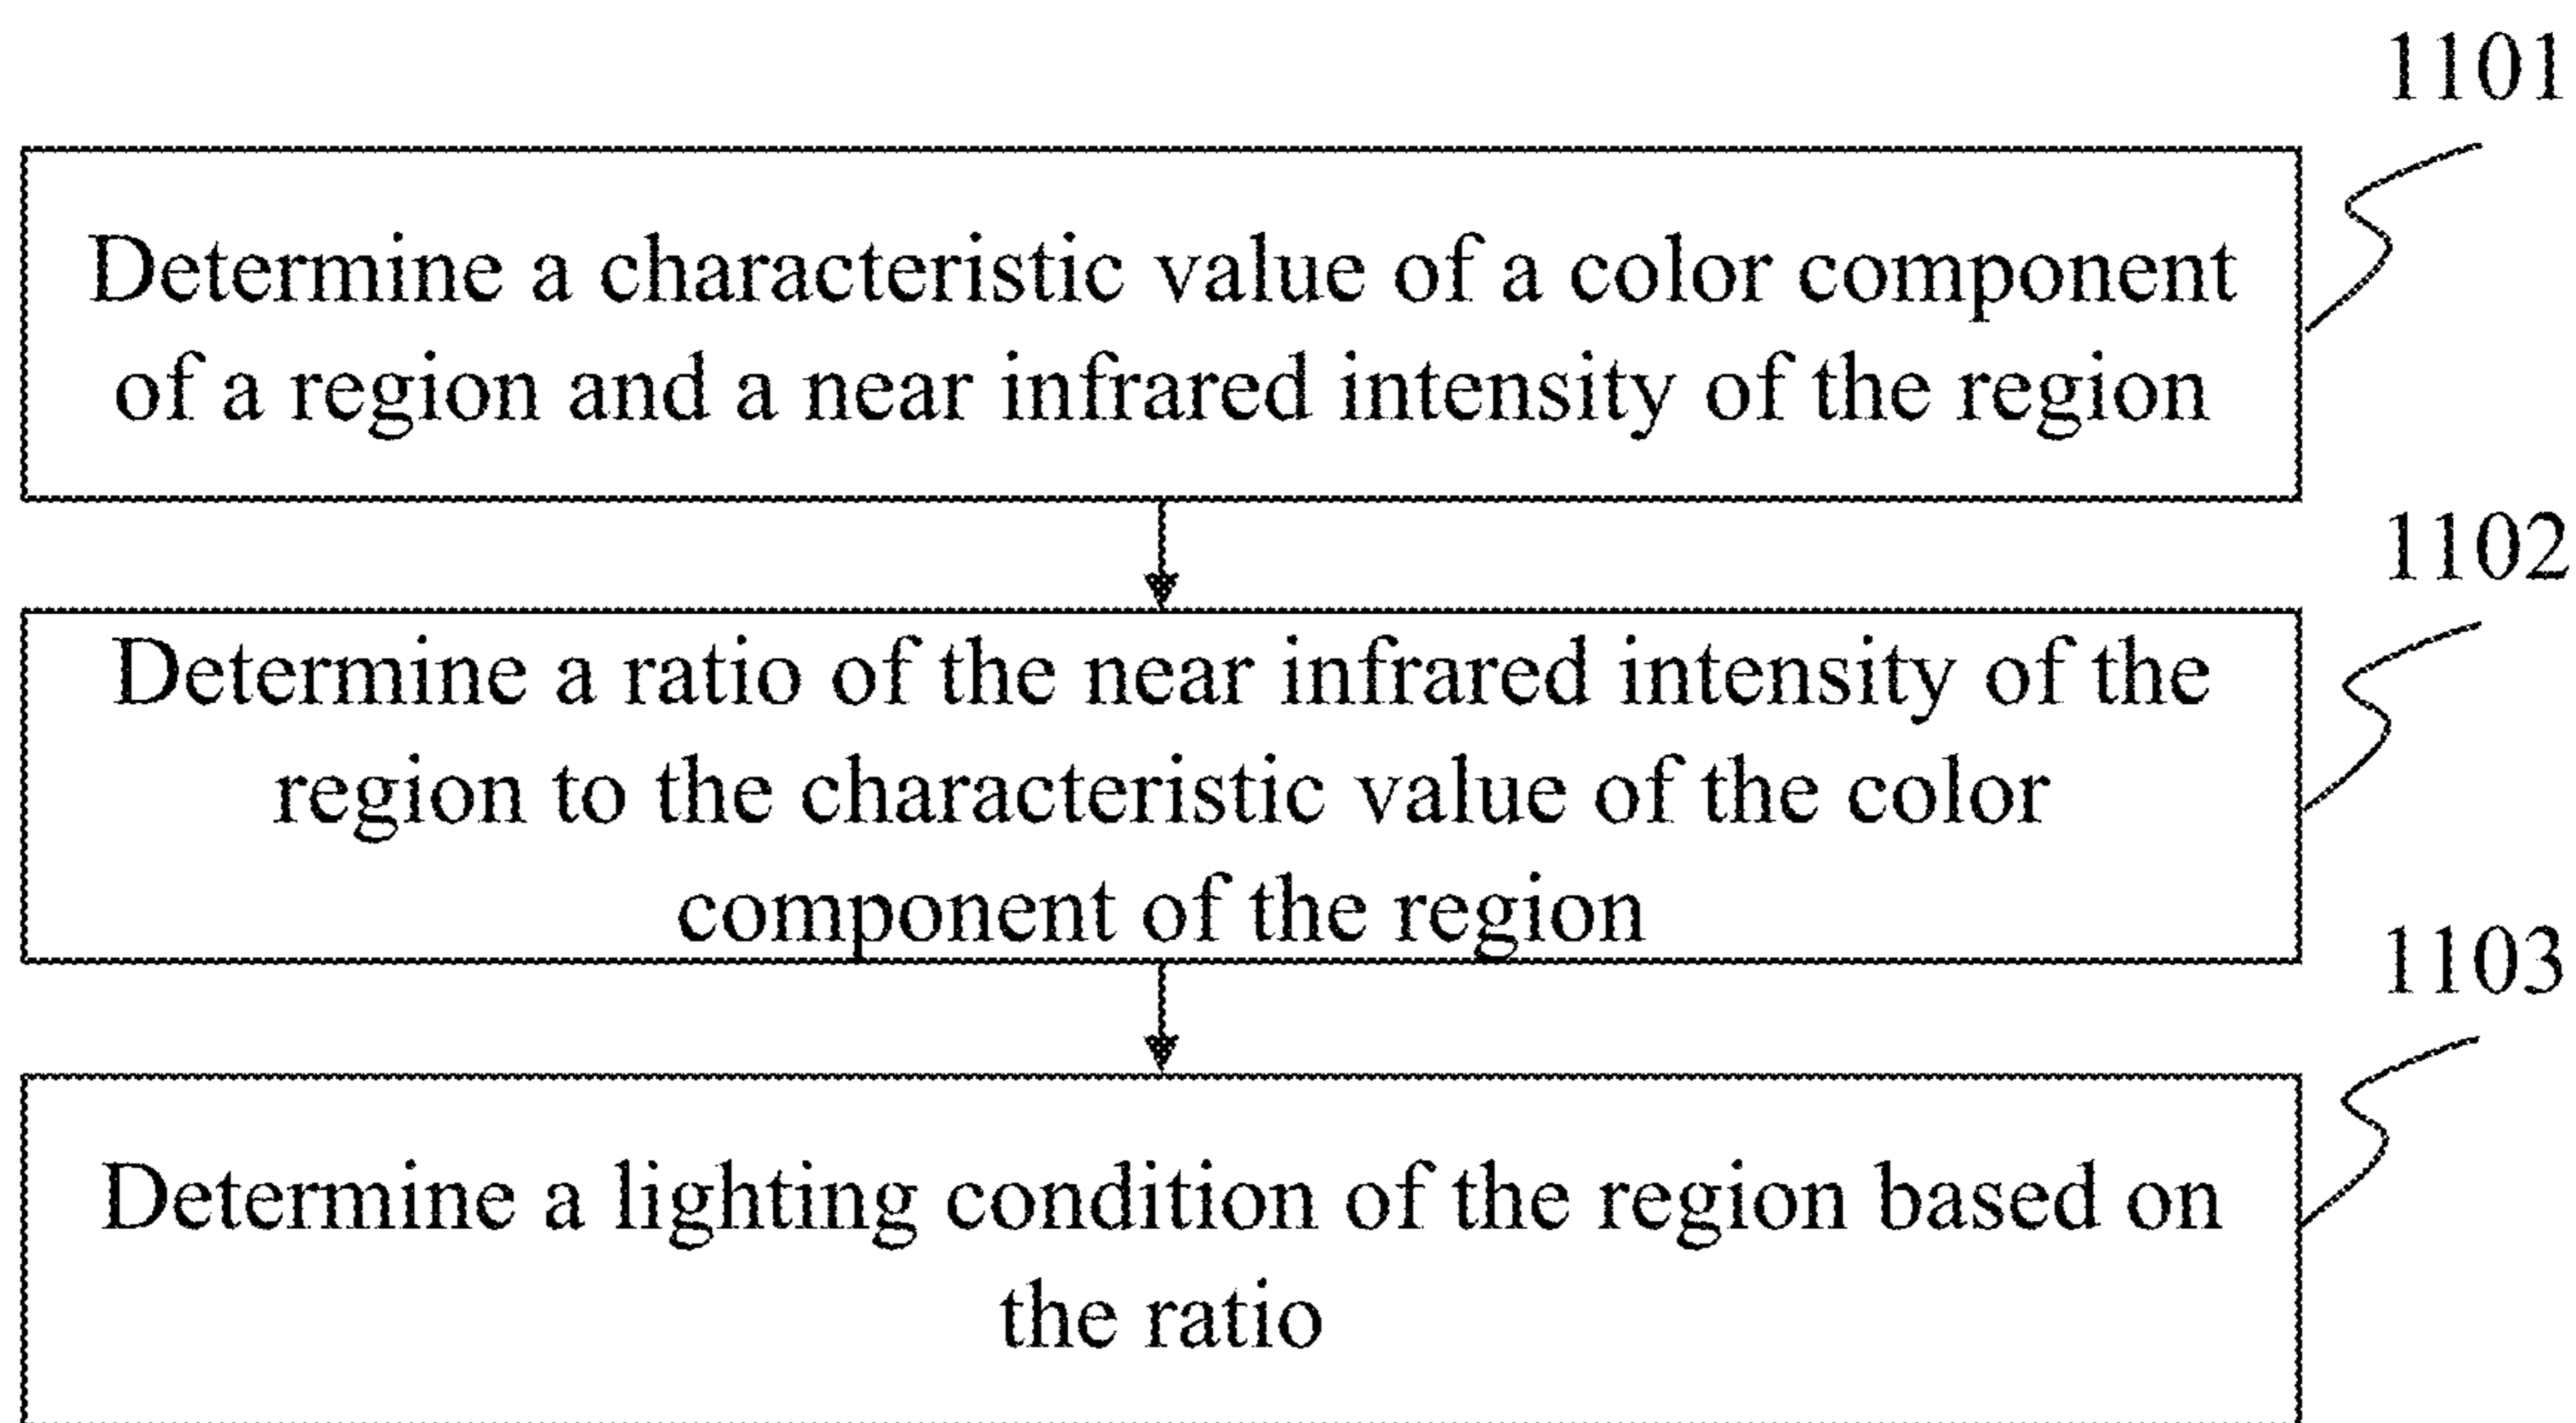 1101
Determine a characteristic value of a color component
of a region and a near infrared intensity of the region
1102
Determine a ratio of the near infrared intensity of the
region to the characteristic value of the color
component of the region
1103
Determine a lighting condition of the region based on
the ratio